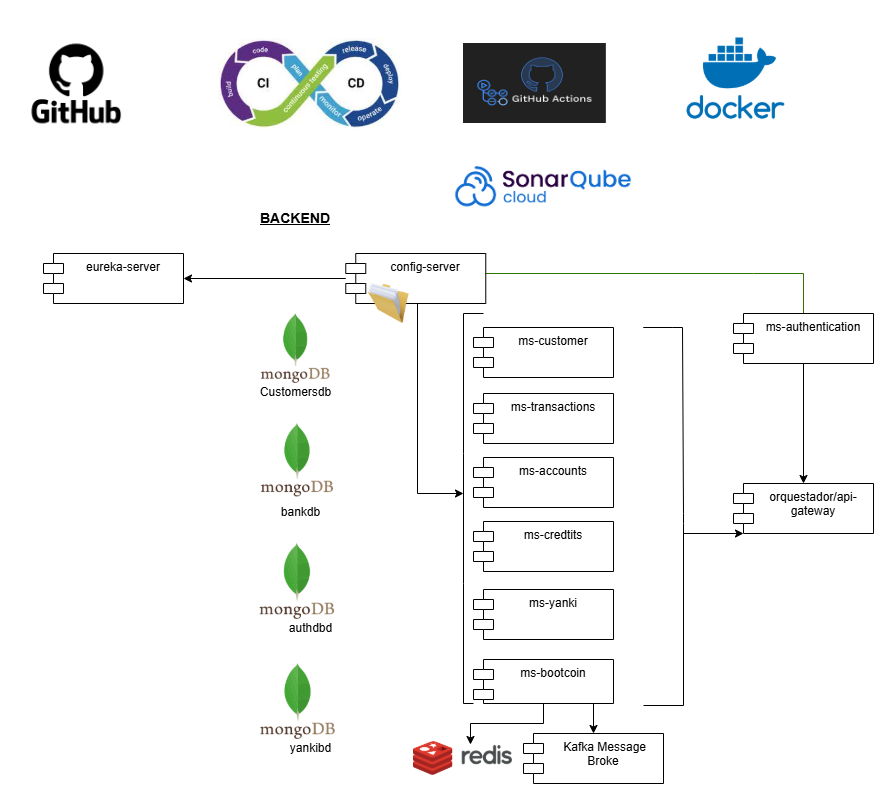 GitHub
code
build
plan
CI
continuous testing
CD
release
deploy
operate
monitor
GitHub Actions
docker
SonarQube
cloud
BACKEND
eureka-server
config-server
ms-authentication
ms-customer
mongoDB
Customersdb
ms-transactions
ms-accounts
mongoDB
bankdb
orquestador/api-
gateway
ms-credtits
mongoDB
authdbd
ms-yanki
ms-bootcoin
mongoDB
yankibd
redis
Kafka Message
Broke